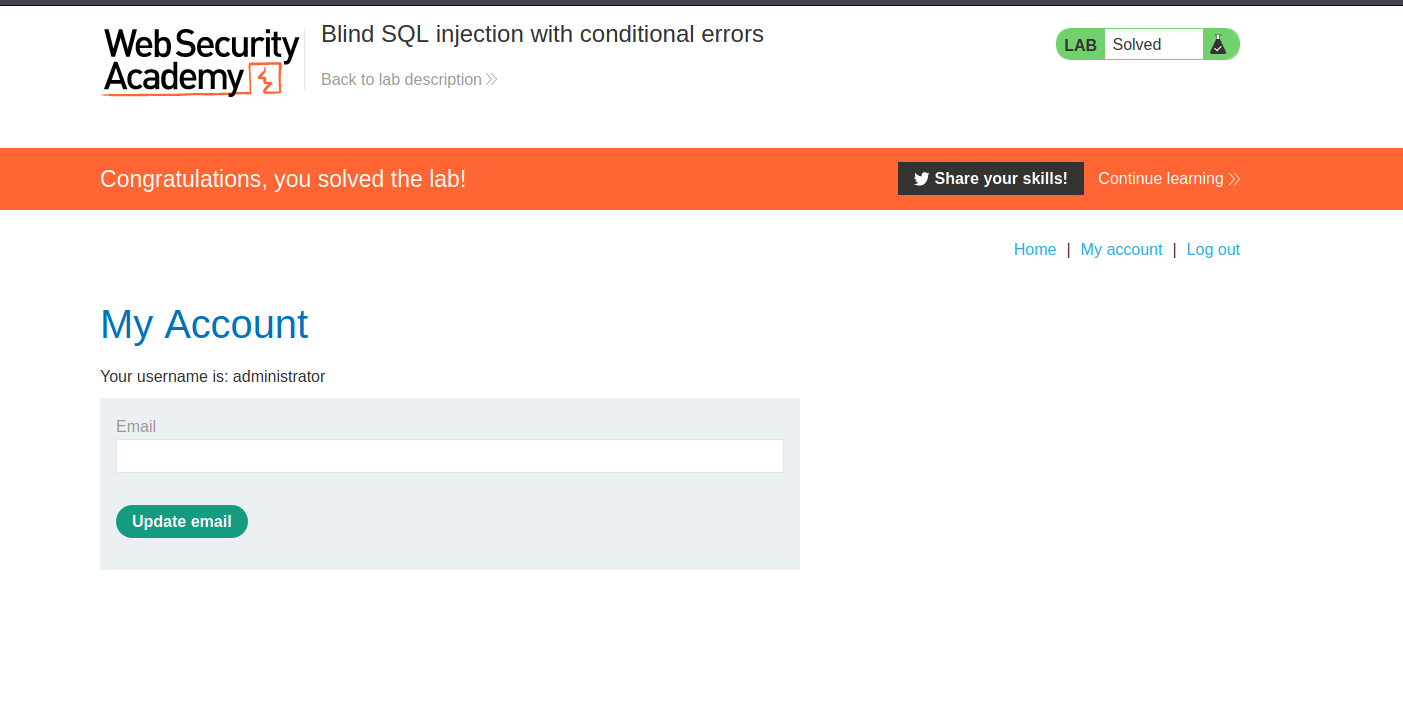 Web Security
Academy
Blind SQL injection with conditional errors
Back to lab description
LAB Solved
Congratulations, you solved the lab!
Share your skills! Continue learning
Home | My account | Log out
My Account
Your username is: administrator
Email
Update email